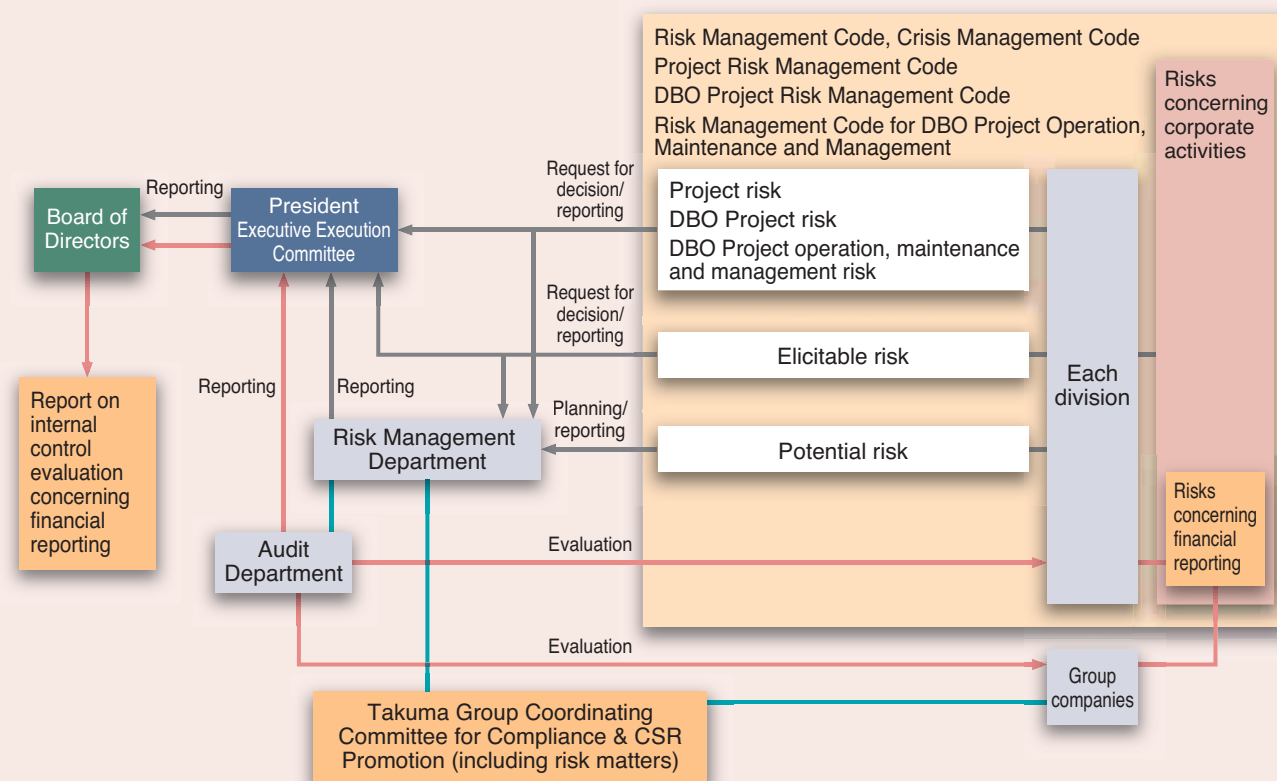 Risk Management Code, Crisis Management Code
Project Risk Management Code
DBO Project Risk Management Code
Risk Management Code for DBO Project Operation,
Maintenance and Management
Risks
concerning
corporate
activities
Board of
Directors
Reporting
President
Executive Execution
Committee
Request for
decision/
reporting
Project risk
DBO Project risk
DBO Project operation, maintenance
and management risk
Request for
decision/
reporting
Elicitable risk
Each
division
Report on
internal
control
evaluation
concerning
financial
reporting
Reporting
Reporting
Risk Management
Department
Planning/
reporting
Potential risk
Risks
concerning
financial
reporting
Audit
Department
Evaluation
Evaluation
Group
companies
Takuma Group Coordinating
Committee for Compliance & CSR
Promotion (including risk matters)